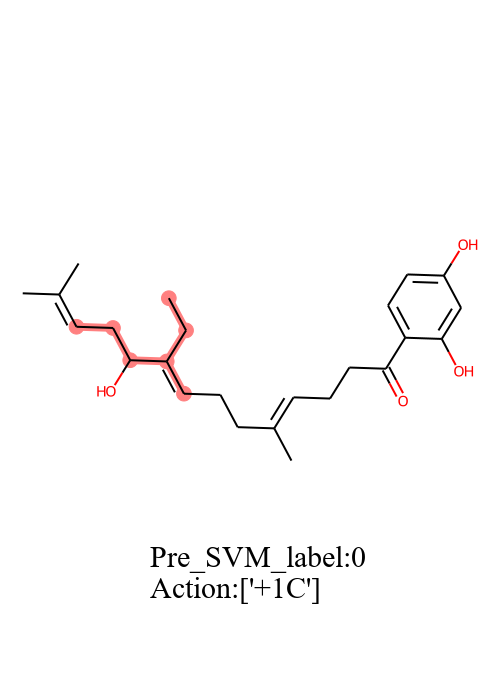 OH
HO
OH
O
Pre_SVM_label:0
Action:['+1C']